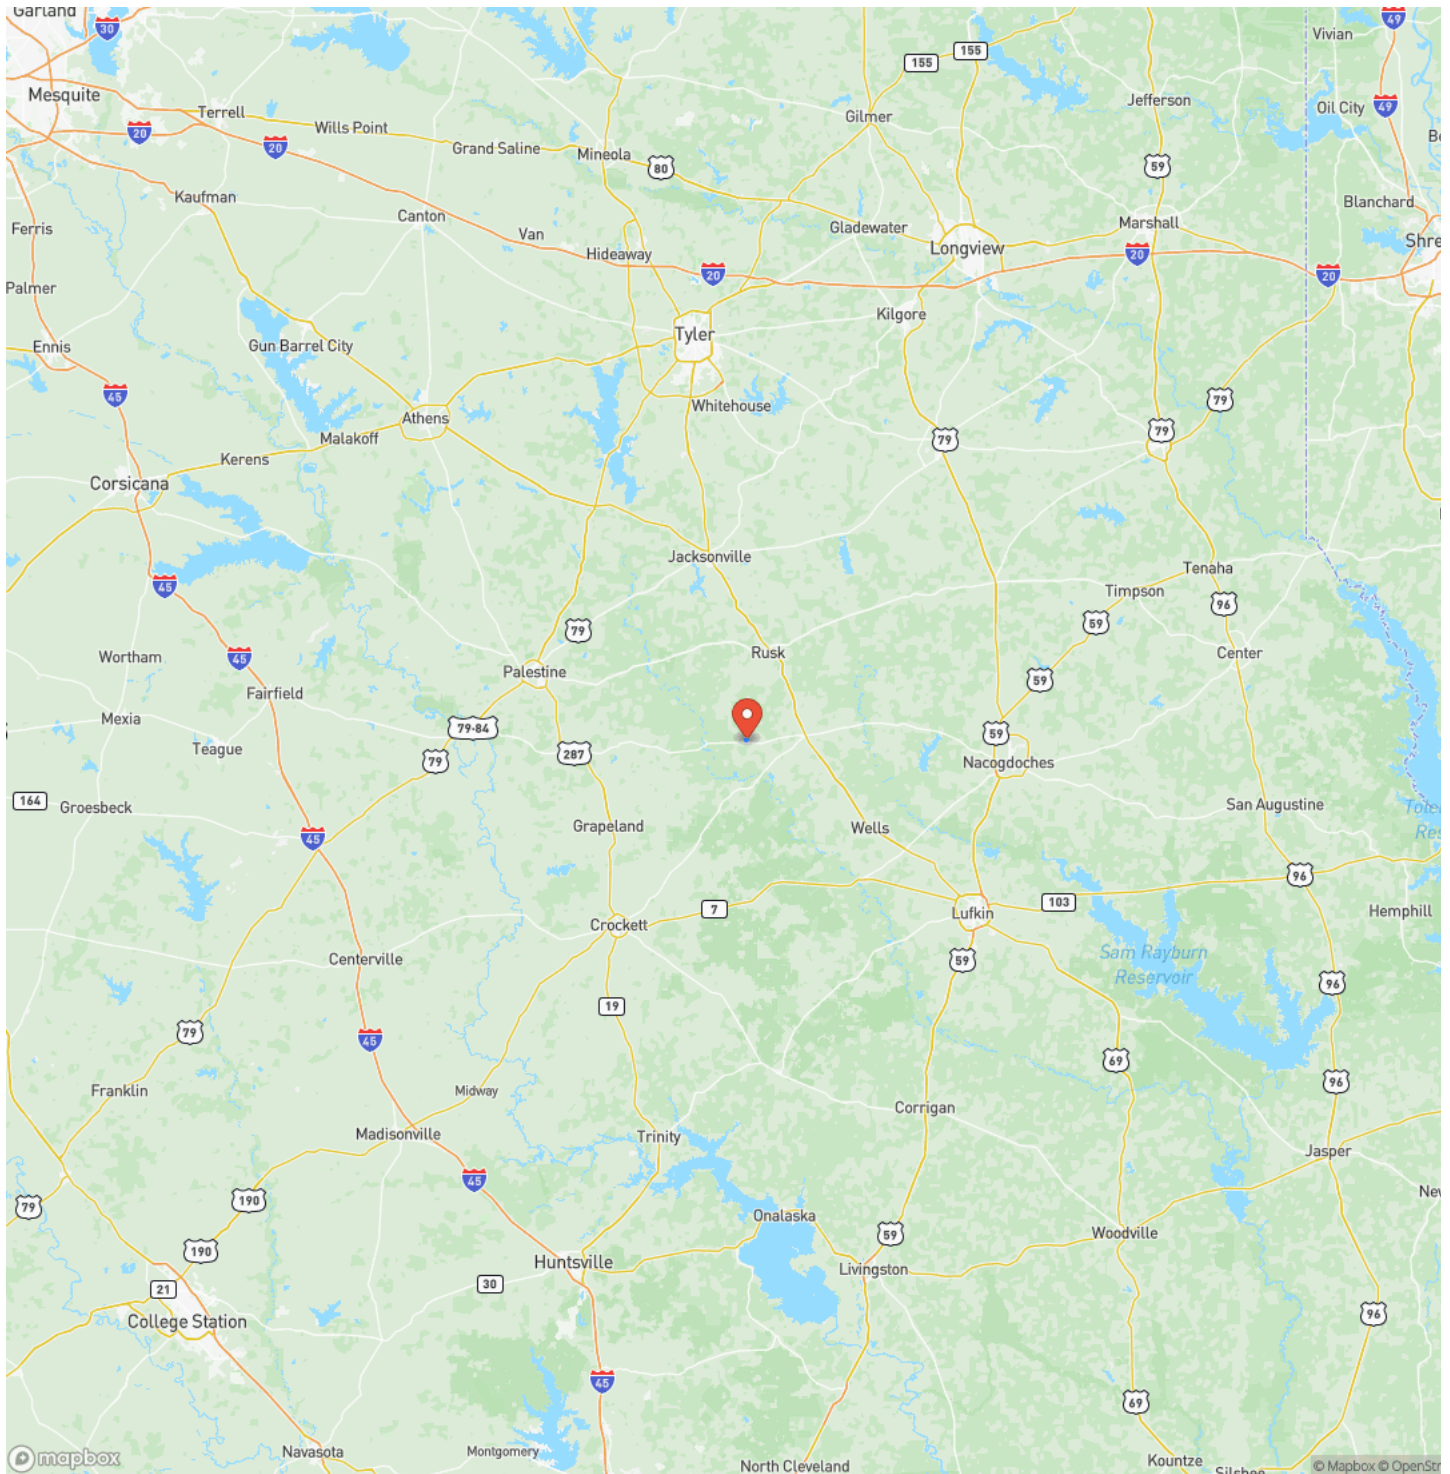 Garland
30
155
155
49
Vivian
Mesquite
Terrell
Jefferson
Oil City
49
20
Wills Point
Gilmer
20
Grand Saline
Mineola
80
59
Kaufman
Canton
Blanchard
Ferris
Van
Gladewater
Marshall
Hideaway
Longview
20
Shre
20
20
Palmer
Kilgore
Tyler
Ennis
Gun Barrel City
45
Whitehouse
79
Athens
79
Malakoff
79
Kerens
Corsicana
Jacksonville
Tenaha
45
Timpson
96
79
59
Rusk
Center
Wortham
45
Palestine
59
Fairfield
Mexia
79-84
59
Teague
79
287
Nacogdoches
164
Groesbeck
San Augustine
Grapeland
Wells
45
96
7
103
Lufkin
Hemphill
Crockett
Centerville
59
Sam Rayburn
Reservoir
96
19
79
45
69
96
Franklin
Midway
Corrigan
Madisonville
Trinity
Jasper
45
190
79
Onalaska
Woodville
59
190
Huntsville
Livingston
21
30
College Station
96
45
69
Navasota
Montgomery
North Cleveland
Kountze
mapbox
© Mapbox © OpenStr